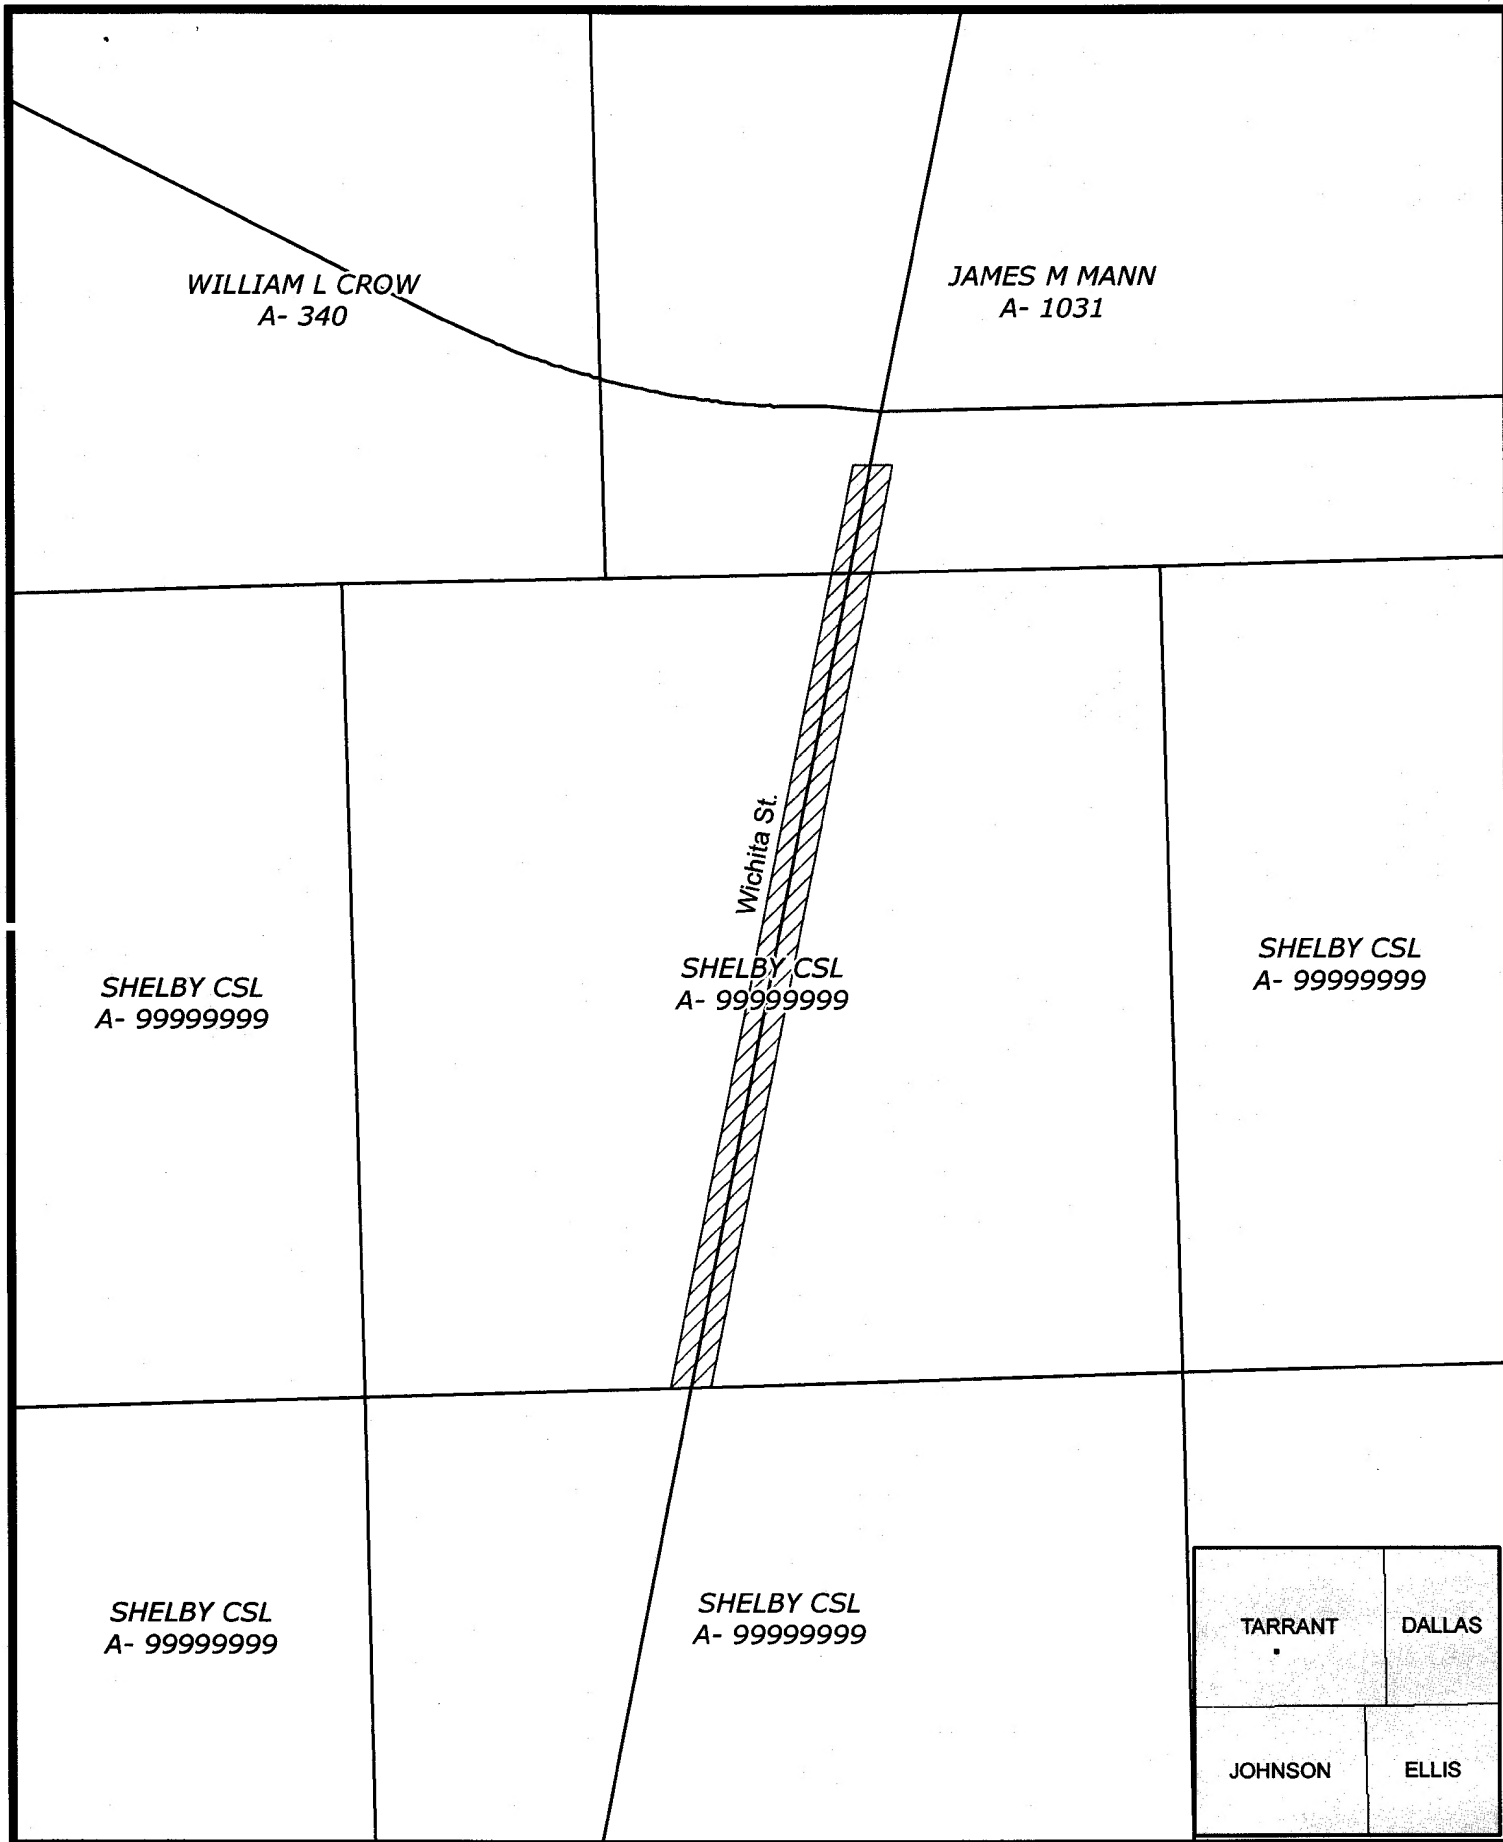 WILLIAM L CROW
A- 340
JAMES M MANN
A- 1031
Wichita St.
SHELBY CSL
A- 99999999
SHELBY CSL
A- 99999999
SHELBY CSL
A- 99999999
SHELBY CSL
A- 99999999
SHELBY CSL
A- 99999999
TARRANT
DALLAS
JOHNSON
ELLIS